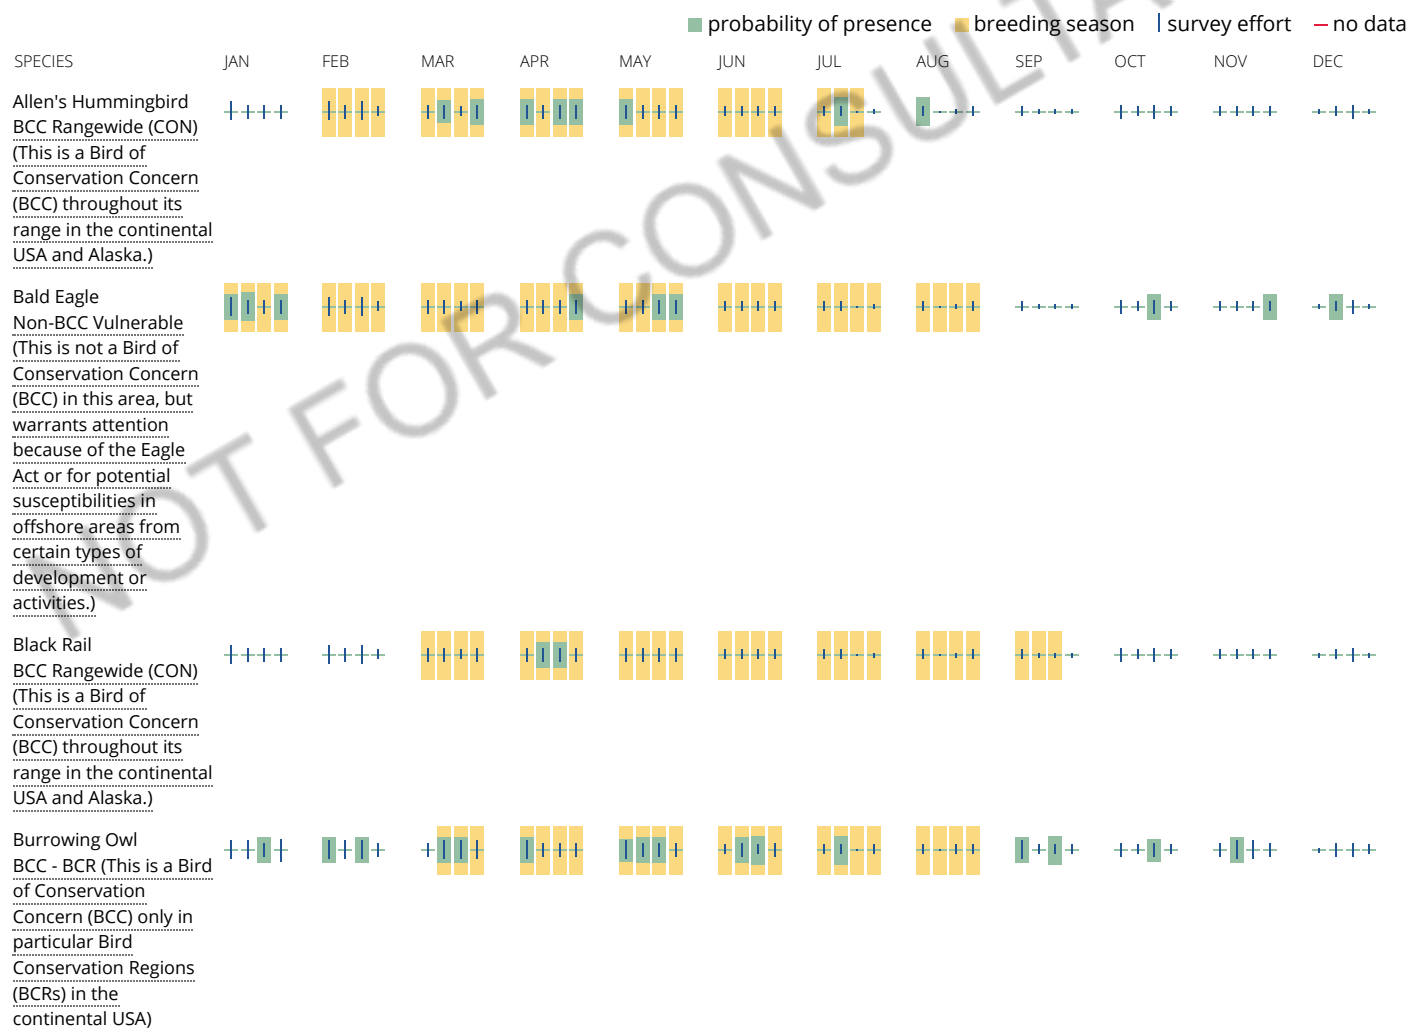 probability of presence breeding season survey effort no data
SPECIES JAN FEB MAR APR MAY JUN JUL AUG SEP OCT NOV DEC
Allen's Hummingbird
BCC Rangewide (CON)
(This is a Bird of
Conservation Concern
(BCC) throughout its
range in the continental
USA and Alaska.)
Bald Eagle
Non-BCC Vulnerable
(This is not a Bird of
Conservation Concern
(BCC) in this area, but
warrants attention
because of the Eagle
Act or for potential
susceptibilities in
offshore areas from
certain types of
development or
activities.)
Black Rail
BCC Rangewide (CON)
(This is a Bird of
Conservation Concern
(BCC) throughout its
range in the continental
USA and Alaska.)
Burrowing Owl
BCC - BCR (This is a Bird
of Conservation
Concern (BCC) only in
particular Bird
Conservation Regions
(BCRs) in the
continental USA)
NOT FOR CONSULTA